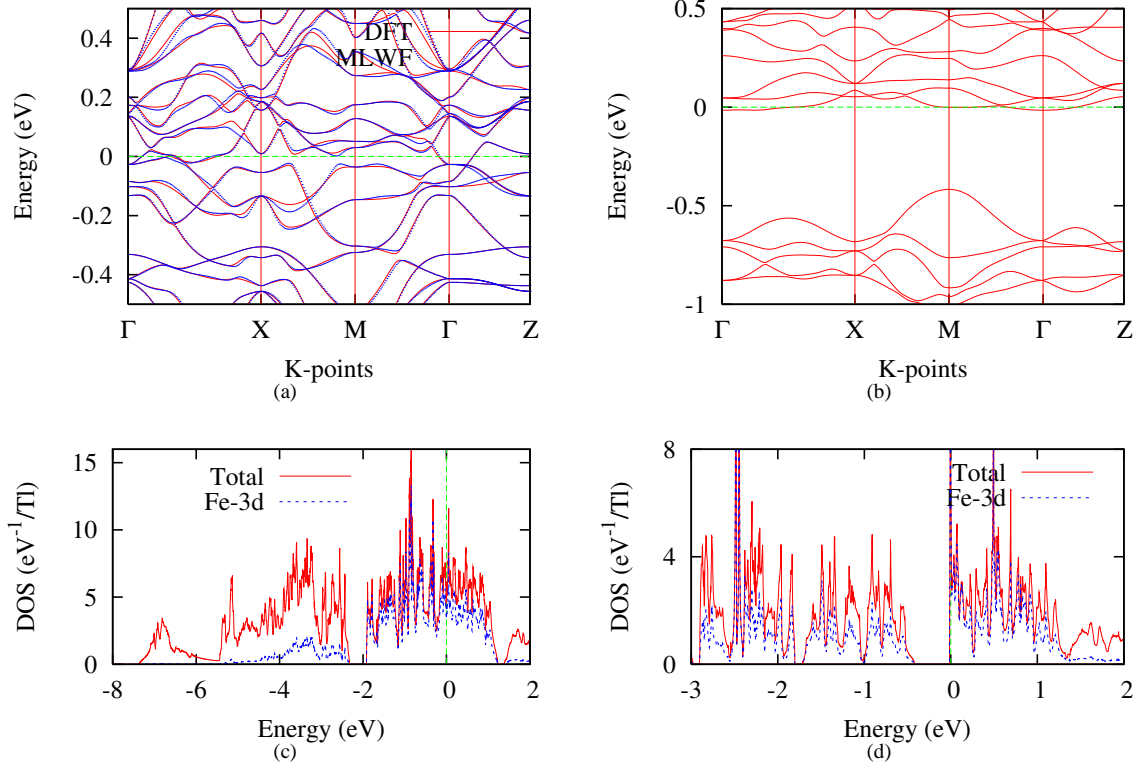 0.4
0.2
0
-0.2
-0.4
Energy (eV)
DFT
MLWF
Γ X M Γ Z
K-points
(a)
0.5
0
-0.5
-1
Energy (eV)
Γ X M Γ Z
K-points
(b)
15
10
5
0
DOS (eV⁻¹/Tl)
Total
Fe-3d
-8 -6 -4 -2 0 2
Energy (eV)
(c)
8
4
0
DOS (eV⁻¹/Tl)
Total
Fe-3d
-3 -2 -1 0 1 2
Energy (eV)
(d)